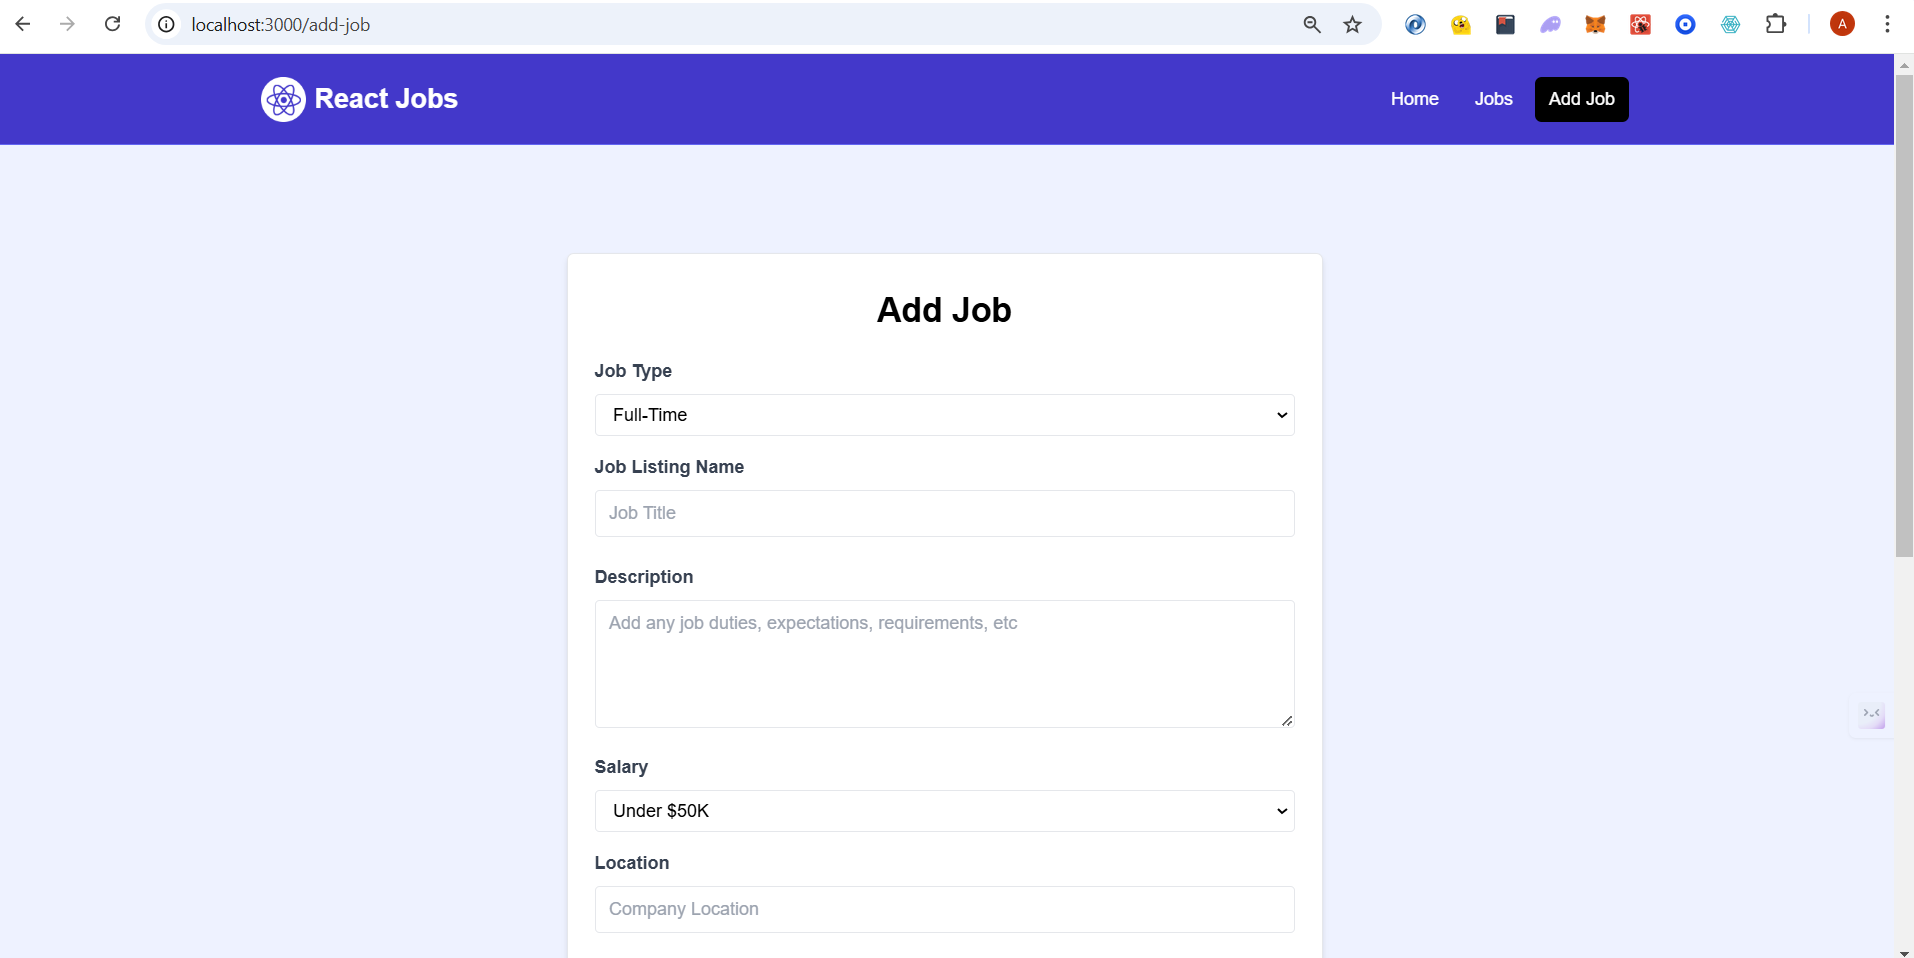 localhost:3000/add-job
A
React Jobs
Home
Jobs
Add Job
Add Job
Job Type
Full-Time
Job Listing Name
Job Title
Description
Add any job duties, expectations, requirements, etc
Salary
Under $50K
Location
Company Location